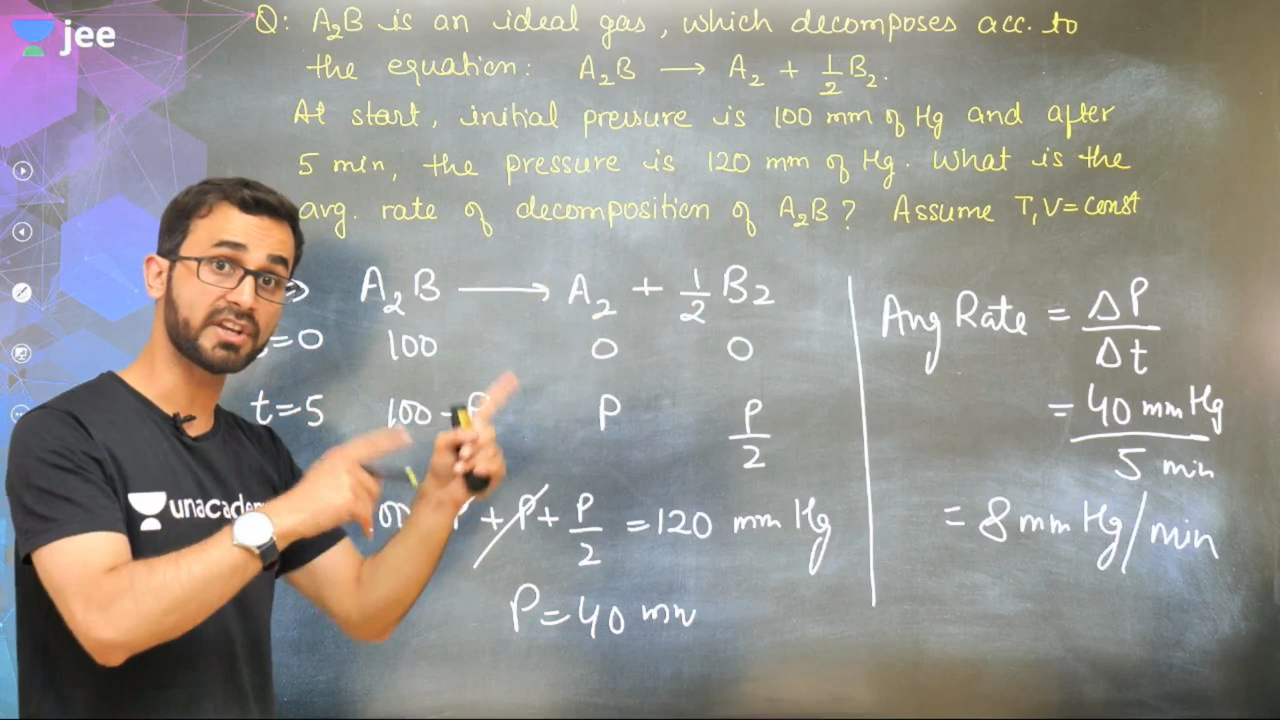 jee
Q: A₂B is an ideal gas, which decomposes acc. to
the equation: A₂B → A₂ + 1/2 B₂.
At start, initial pressure is 100 mm of Hg and after
5 min, the pressure is 120 mm of Hg. What is the
avg. rate of decomposition of A₂B? Assume T,V=const
⇒ A₂B → A₂ + 1/2 B₂
=0 100 0 0
t=5 100-P P P/2
+ P + P/2 = 120 mm Hg
P=40 mm
Avg Rate = ΔP/Δt
= 40 mm Hg/5 min
= 8 mm Hg/min
unacadem